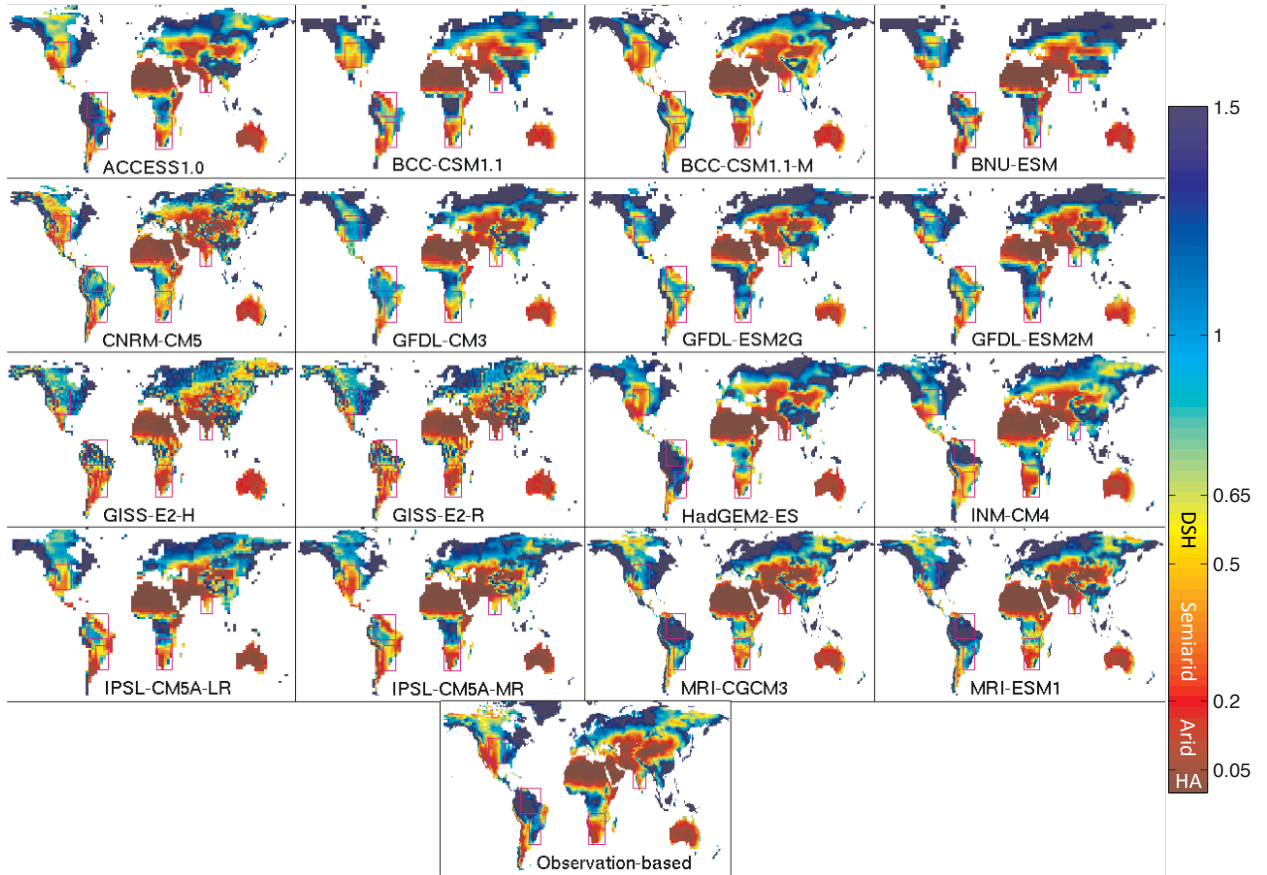 ACCESS1.0
BCC-CSM1.1
BCC-CSM1.1-M
BNU-ESM
CNRM-CM5
GFDL-CM3
GFDL-ESM2G
GFDL-ESM2M
GISS-E2-H
GISS-E2-R
HadGEM2-ES
INM-CM4
IPSL-CM5A-LR
IPSL-CM5A-MR
MRI-CGCM3
MRI-ESM1
Observation-based
1.5
1
0.65
DSH
0.5
Semiarid
0.2
Arid
0.05
HA